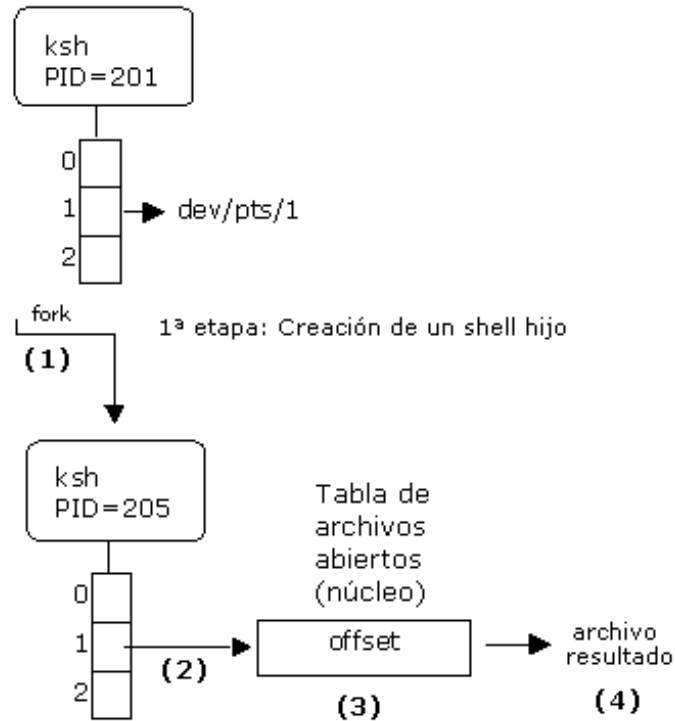 ksh
PID=201
0
1
dev/pts/1
2
fork
1ª etapa: Creación de un shell hijo
(1)
ksh
PID=205
Tabla de
archivos
abiertos
(núcleo)
0
1
offset
archivo
resultado
(2)
2
(3)
(4)